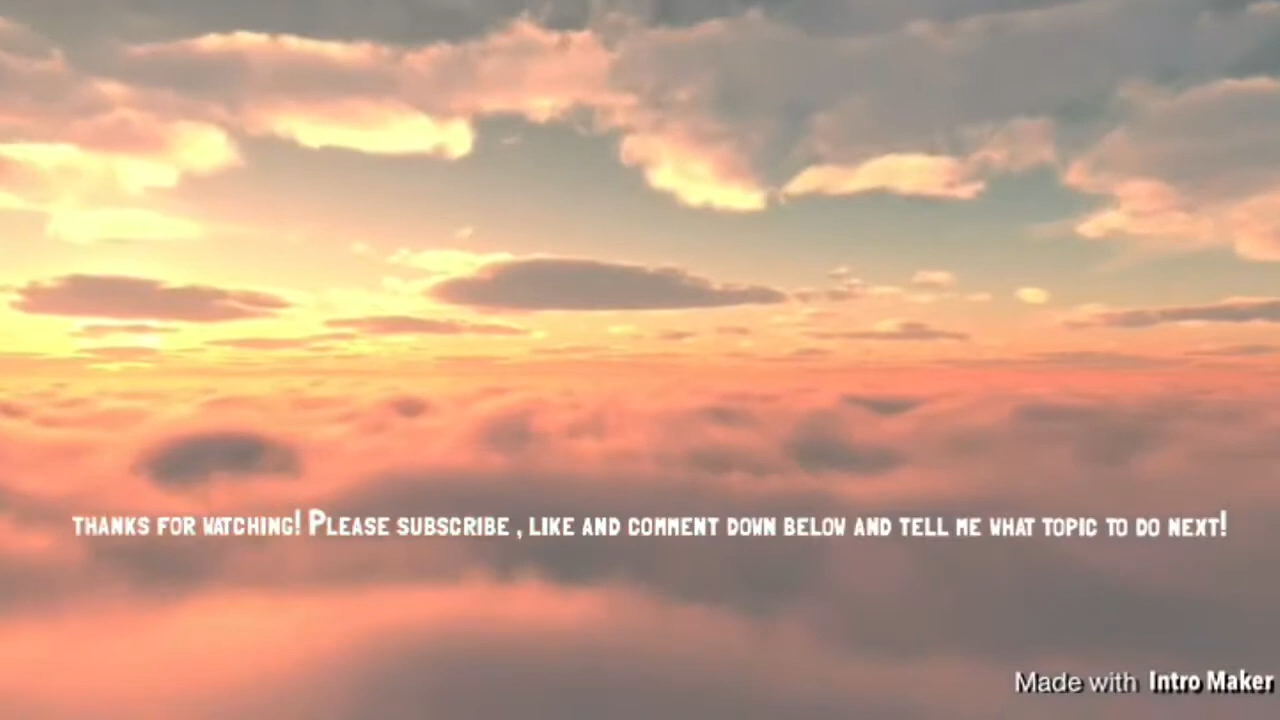 THANKS FOR WATCHING! PLEASE SUBSCRIBE , LIKE AND COMMENT DOWN BELOW AND TELL ME WHAT TOPIC TO DO NEXT!
Made with Intro Maker